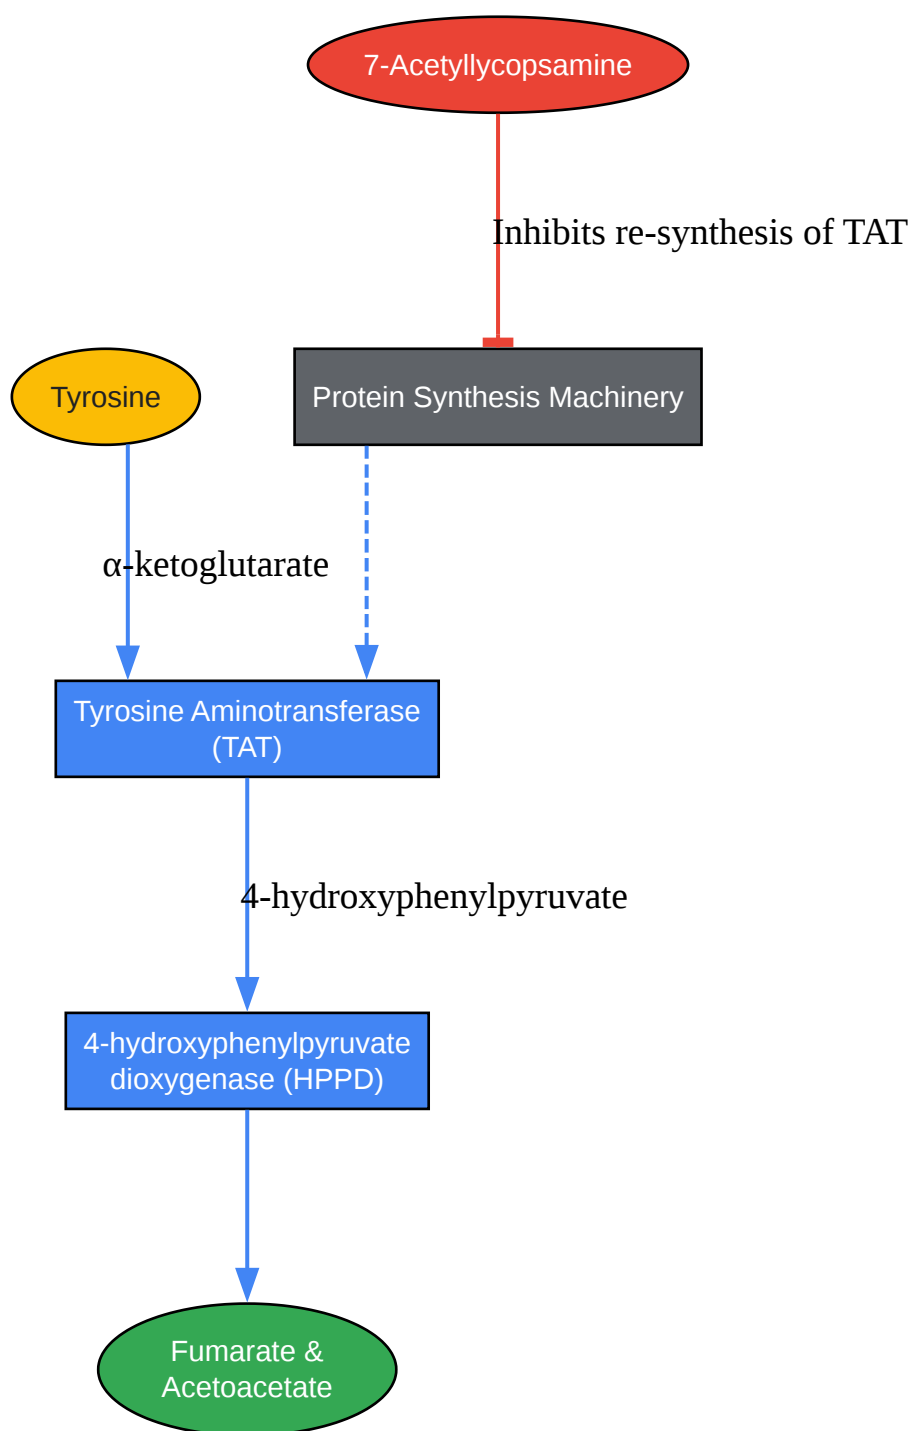 7-Acetyllycopsamine
Inhibits re-synthesis of TAT
Tyrosine
Protein Synthesis Machinery
α-ketoglutarate
Tyrosine Aminotransferase
(TAT)
4-hydroxyphenylpyruvate
4-hydroxyphenylpyruvate
dioxygenase (HPPD)
Fumarate &
Acetoacetate